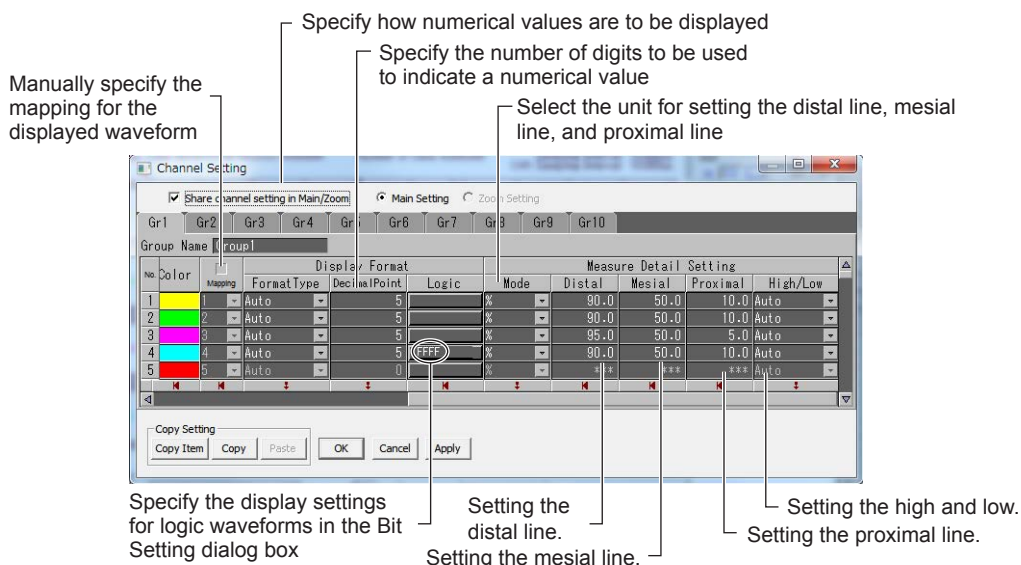 Specify how numerical values are to be displayed
Specify the number of digits to be used
to indicate a numerical value
Manually specify the
mapping for the
displayed waveform
Select the unit for setting the distal line, mesial
line, and proximal line
Channel Setting
Share channel setting in Main/Zoom Main Setting Zoom Setting
Gr1 Gr2 Gr3 Gr4 Gr5 Gr6 Gr7 Gr8 Gr9 Gr10
Group Name Group1
No. Color Mapping Display Format Measure Detail Setting
FormatType DecimalPoint Logic Mode Distal Mesial Proximal High/Low
1 1 Auto 5 % 90.0 50.0 10.0 Auto
2 2 Auto 5 % 90.0 50.0 10.0 Auto
3 3 Auto 5 % 95.0 50.0 5.0 Auto
4 4 Auto 5 FFFF % 90.0 50.0 10.0 Auto
5 5 Auto 0 % *** *** *** Auto
Copy Setting
Copy Item Copy Paste OK Cancel Apply
Specify the display settings
for logic waveforms in the Bit
Setting dialog box
Setting the
distal line.
Setting the mesial line.
Setting the high and low.
Setting the proximal line.